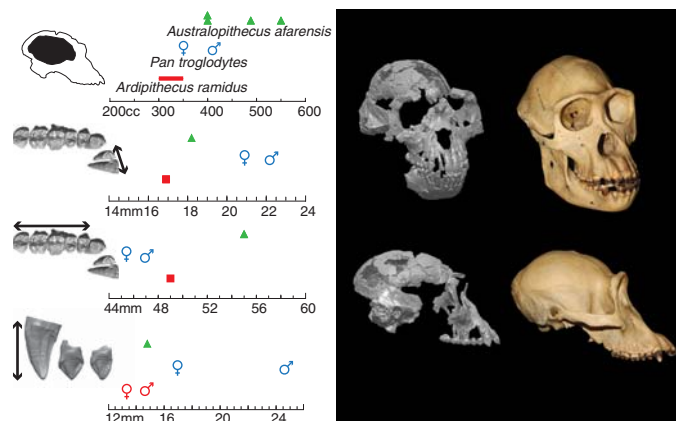 Australopithecus afarensis
♀ ♂
Pan troglodytes
Ardipithecus ramidus
200cc 300 400 500 600
♀ ♂
14mm 16 18 20 22 24
♀ ♂
44mm 48 52 56 60
♀ ♂
♀ ♂
12mm 16 20 24